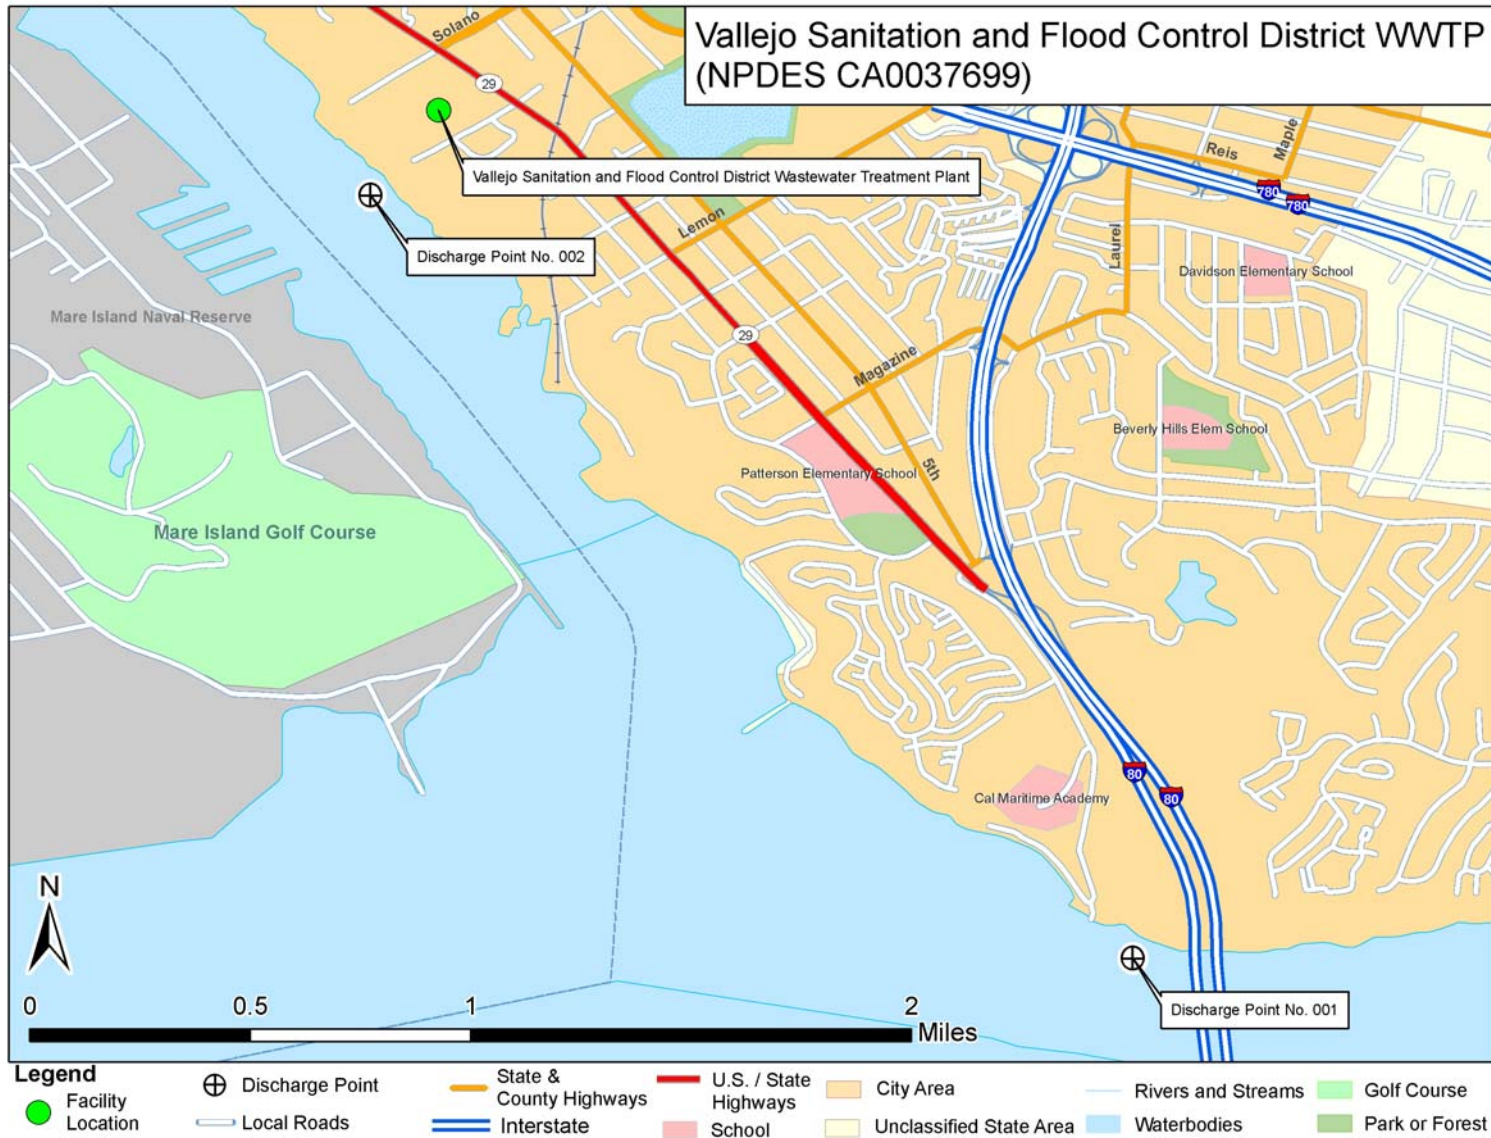 Vallejo Sanitation and Flood Control District WWTP
(NPDES CA0037699)
Solano
29
Vallejo Sanitation and Flood Control District Wastewater Treatment Plant
Discharge Point No. 002
Lemon
Reis
Maple
780
780
Laurel
Davidson Elementary School
Mare Island Naval Reserve
29
Magazine
Beverly Hills Elem School
Patterson Elementary School
5th
Mare Island Golf Course
80
80
Cal Maritime Academy
N
Discharge Point No. 001
0 0.5 1 2
Miles
Legend
Facility
Location
Discharge Point
Local Roads
State &
County Highways
Interstate
U.S. / State
Highways
School
City Area
Unclassified State Area
Rivers and Streams
Waterbodies
Golf Course
Park or Forest